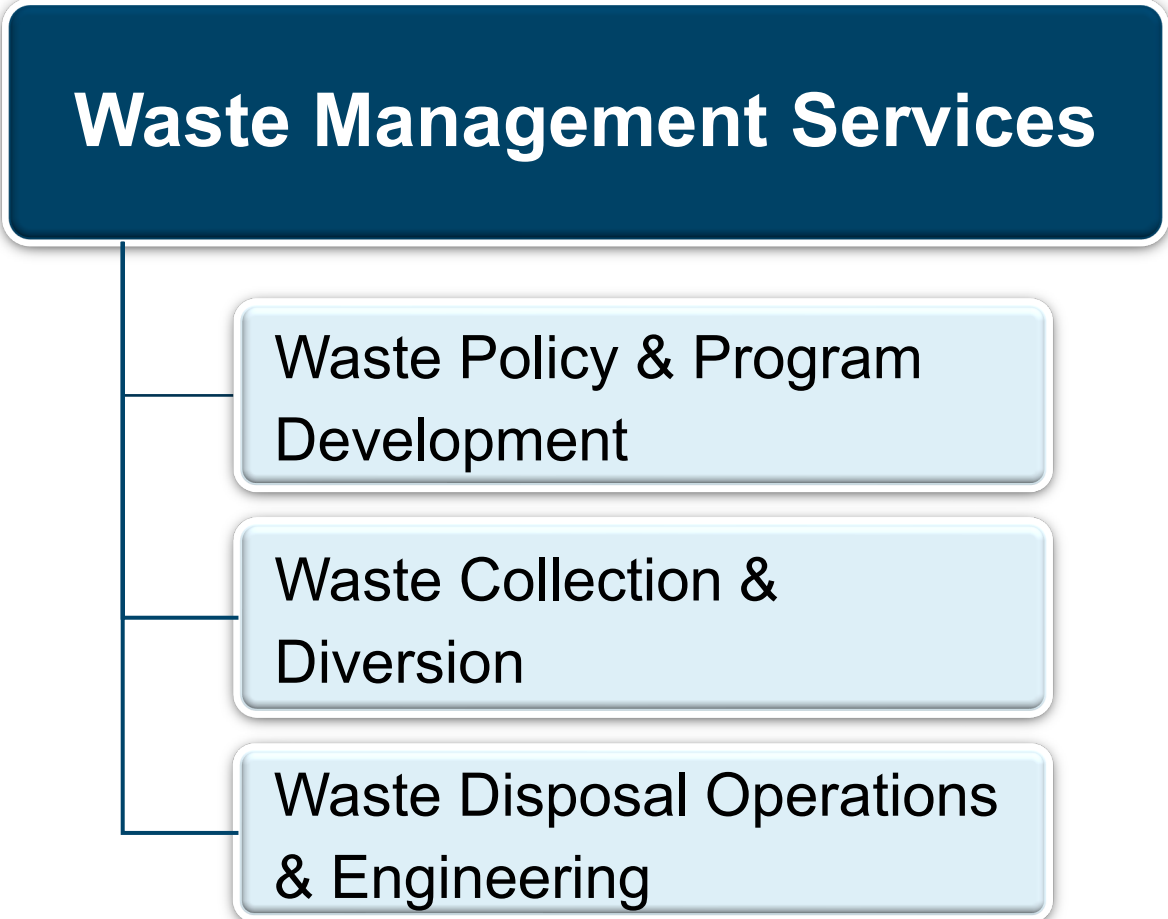 Waste Management Services
Waste Policy & Program
Development
Waste Collection &
Diversion
Waste Disposal Operations
& Engineering